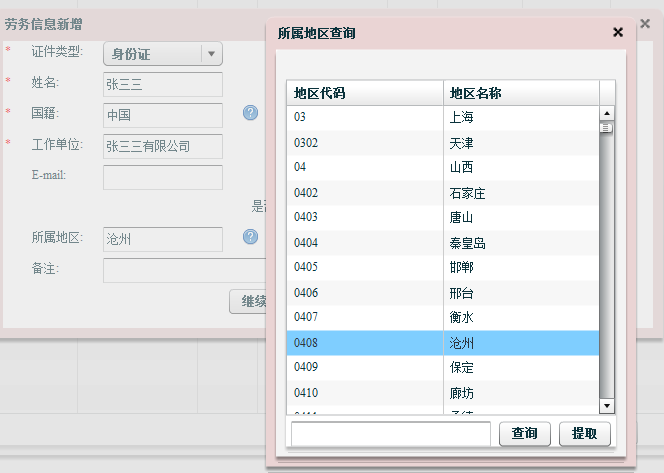 劳务信息新增
* 证件类型: 身份证
* 姓名: 张三三
* 国籍: 中国
* 工作单位: 张三三有限公司
E-mail:
所属地区: 沧州
备注:
继续
所属地区查询
地区代码 地区名称
03 上海
0302 天津
04 山西
0402 石家庄
0403 唐山
0404 秦皇岛
0405 邯郸
0406 邢台
0407 衡水
0408 沧州
0409 保定
0410 廊坊
查询 提取